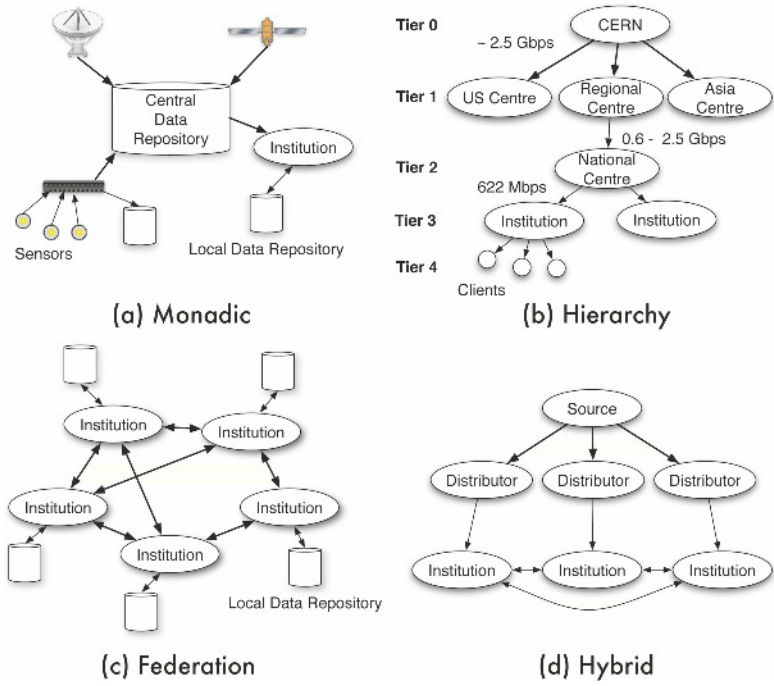 Central
Data
Repository
Institution
Sensors
Local Data Repository
(a) Monadic
Tier 0
CERN
~ 2.5 Gbps
Tier 1
US Centre
Regional
Centre
Asia
Centre
0.6 - 2.5 Gbps
Tier 2
National
Centre
622 Mbps
Tier 3
Institution
Institution
Tier 4
Clients
(b) Hierarchy
Institution
Institution
Institution
Institution
Institution
Local Data Repository
(c) Federation
Source
Distributor
Distributor
Distributor
Institution
Institution
Institution
(d) Hybrid